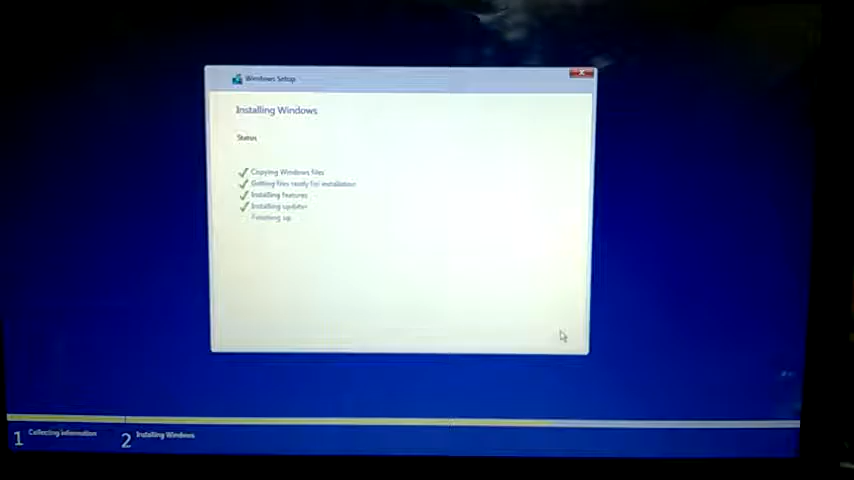 Windows Setup
Installing Windows
Status
Copying Windows files
Getting files ready for installation
Installing features
Installing updates
Finishing up
1 Collecting information
2 Installing Windows